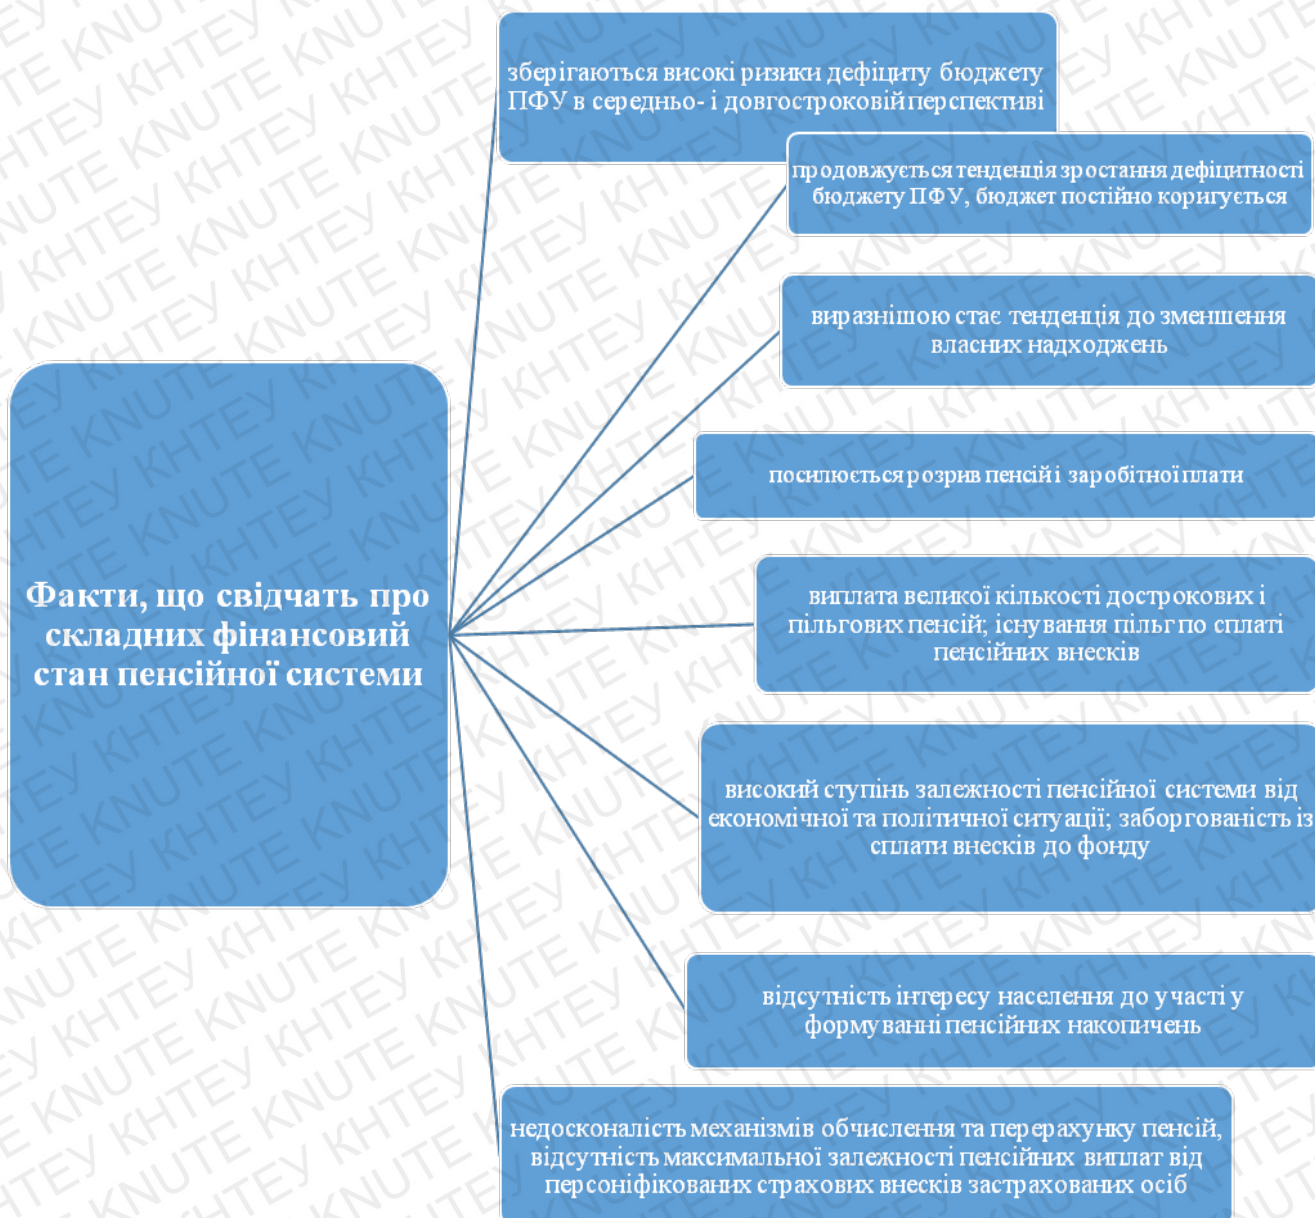 зберігаються високі ризики дефіциту бюджету
ПФУ в середньо- і довгостроковій перспективі
продовжується тенденція зростання дефіцитності
бюджету ПФУ, бюджет постійно коригується
виразнішою стає тенденція до зменшення
власних надходжень
посилюється розрив пенсій і заробітної плати
Факти, що свідчать про
складних фінансовий
стан пенсійної системи
виплата великої кількості дострокових і
пільгових пенсій; існування пільг по сплаті
пенсійних внесків
високий ступінь залежності пенсійної системи від
економічної та політичної ситуації; заборгованість із
сплати внесків до фонду
відсутність інтересу населення до участі у
формуванні пенсійних накопичень
недосконалість механізмів обчислення та перерахунку пенсій,
відсутність максимальної залежності пенсійних виплат від
персоніфікованих страхових внесків застрахованих осіб